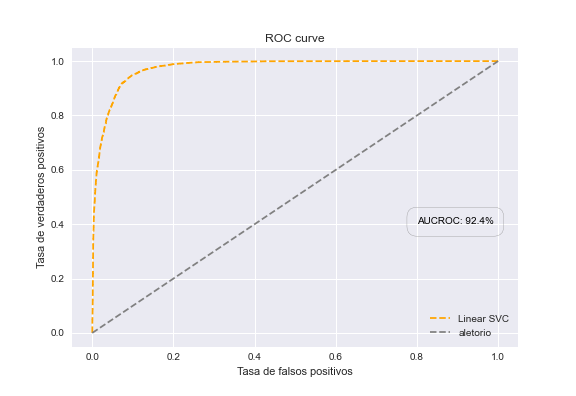 ROC curve
1.0
0.8
0.6
0.4
0.2
0.0
Tasa de verdaderos positivos
AUCROC: 92.4%
Linear SVC
aletorio
0.0 0.2 0.4 0.6 0.8 1.0
Tasa de falsos positivos